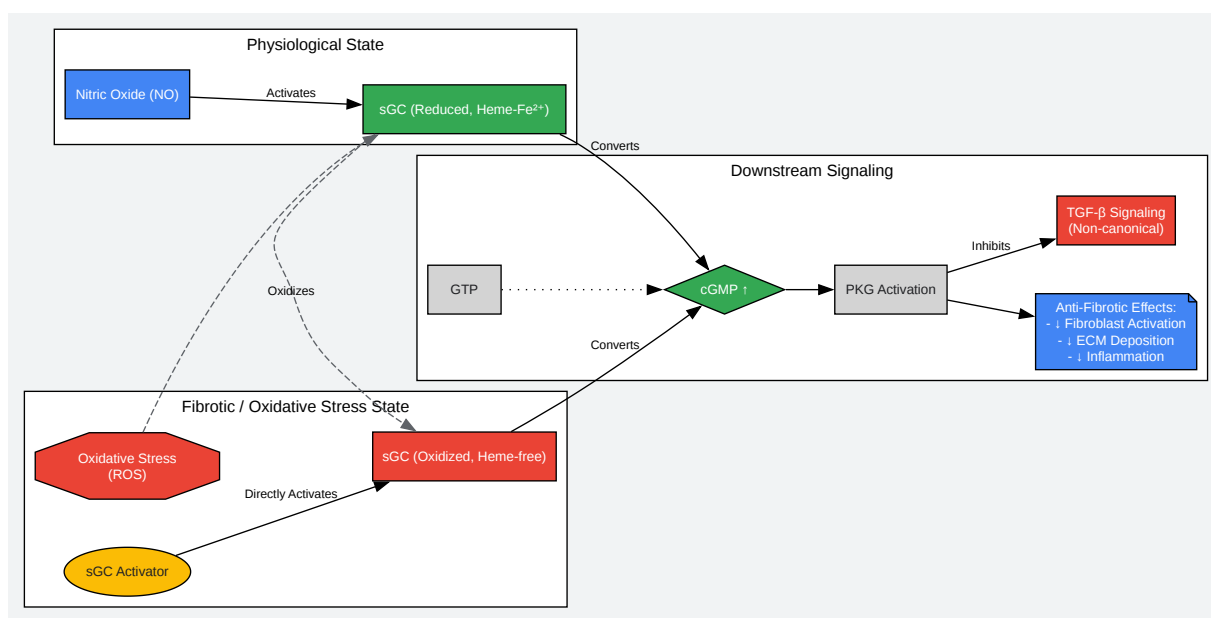 Physiological State
Nitric Oxide (NO)
Activates
sGC (Reduced, Heme-Fe²⁺)
Converts
Downstream Signaling
TGF-β Signaling
(Non-canonical)
Inhibits
GTP
cGMP ↑
PKG Activation
Oxidizes
Anti-Fibrotic Effects:
- ↓ Fibroblast Activation
- ↓ ECM Deposition
- ↓ Inflammation
Converts
Fibrotic / Oxidative Stress State
Oxidative Stress
(ROS)
sGC (Oxidized, Heme-free)
Directly Activates
sGC Activator